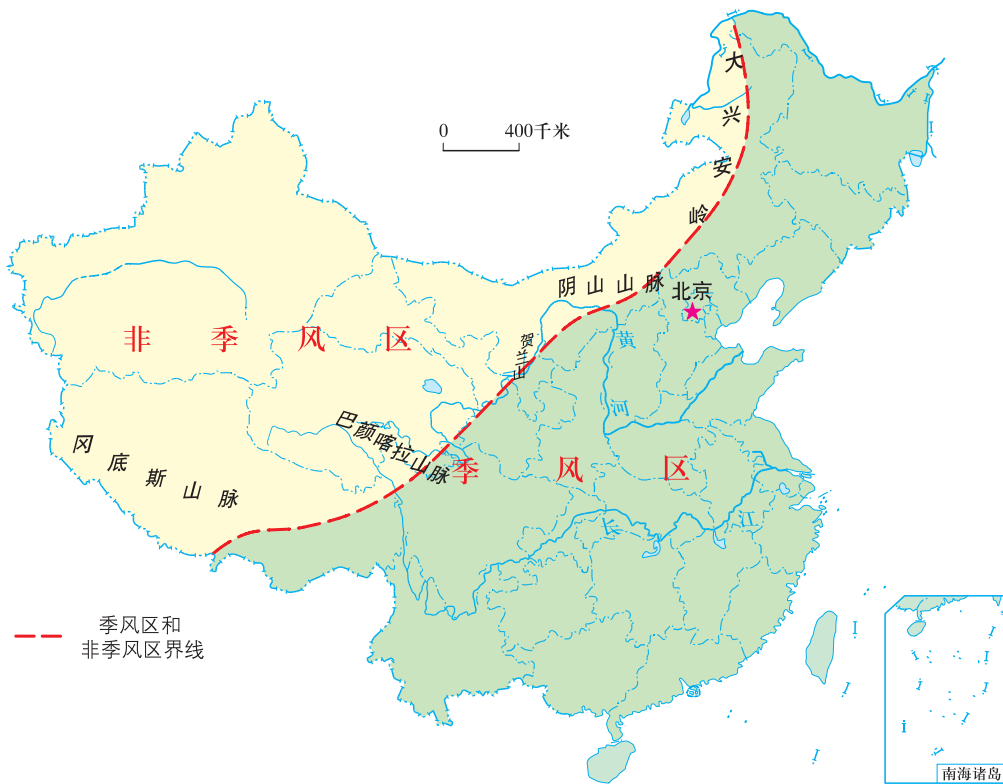 大兴安岭
0 400千米
阴山山脉
北京
非季风区
贺兰山
黄河
巴颜喀拉山脉
季风区
冈底斯山脉
长江
季风区和
非季风区界线
南海诸岛